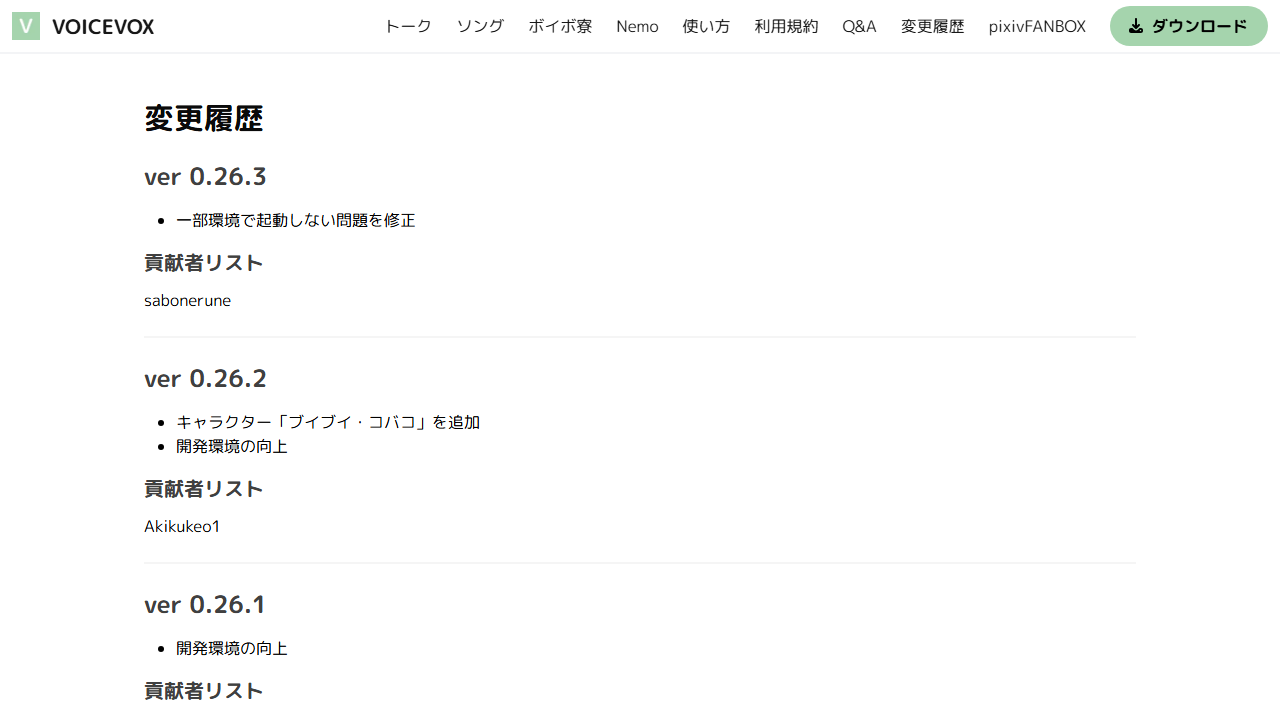 V VOICEVOX トーク ソング ボイボ寮 Nemo 使い方 利用規約 Q&A 変更履歴 pixivFANBOX ダウンロード
変更履歴
ver 0.26.3
• 一部環境で起動しない問題を修正
貢献者リスト
sabonerune
ver 0.26.2
• キャラクター「ブイブイ・コバコ」を追加
• 開発環境の向上
貢献者リスト
Akikukeo1
ver 0.26.1
• 開発環境の向上
貢献者リスト